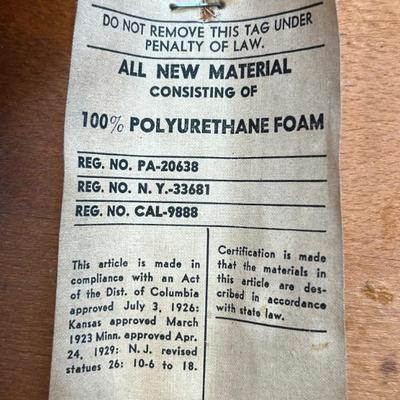 DO NOT REMOVE THIS TAG UNDER
PENALTY OF LAW.
ALL NEW MATERIAL
CONSISTING OF
100% POLYURETHANE FOAM
REG. NO. PA-20638
REG. NO. N. Y.-33681
REG. NO. CAL-9888
This article is made in
compliance with an Act
of the Dist. of Columbia
approved July 3, 1926:
Kansas approved March
1923 Minn. approved Apr.
24, 1929: N. J. revised
statues 26: 10-6 to 18.
Certification is made
that the materials in
this article are des-
cribed in accordance
with state law.